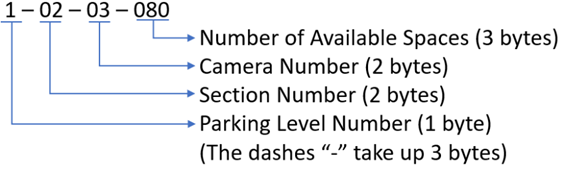 1 – 02 – 03 – 080
Number of Available Spaces (3 bytes)
Camera Number (2 bytes)
Section Number (2 bytes)
Parking Level Number (1 byte)
(The dashes “-” take up 3 bytes)